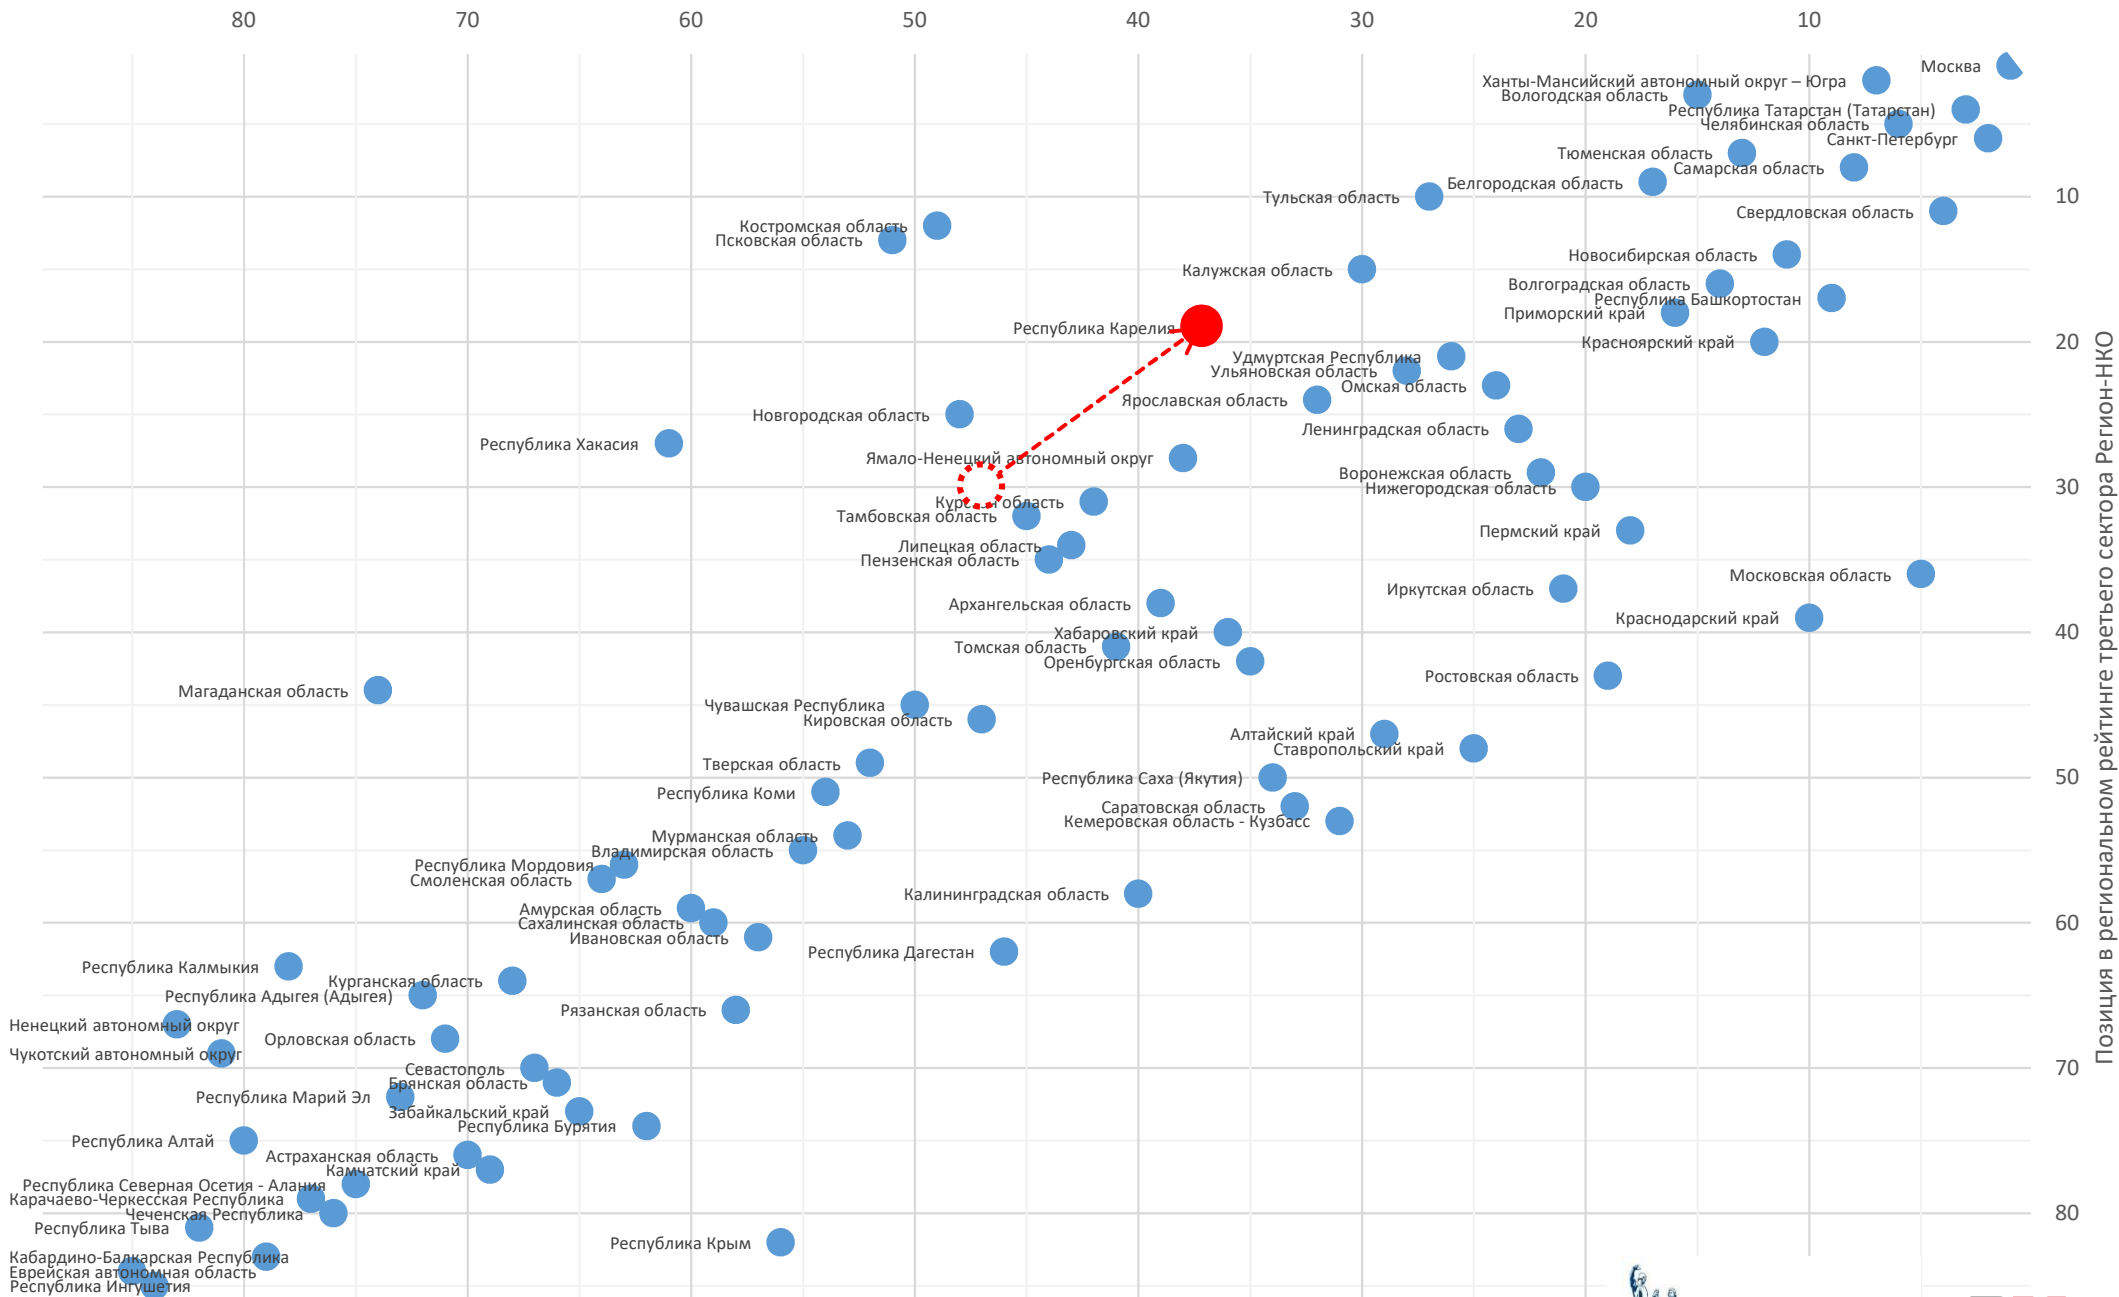 80 70 60 50 40 30 20 10
Москва
Ханты-Мансийский автономный округ – Югра
Вологодская область
Республика Татарстан (Татарстан)
Челябинская область
Санкт-Петербург
Тюменская область
Самарская область
Белгородская область
Тульская область
10
Свердловская область
Костромская область
Псковская область
Новосибирская область
Калужская область
Волгоградская область
Республика Башкортостан
Приморский край
Республика Карелия
Красноярский край
20
Удмуртская Республика
Ульяновская область
Омская область
Ярославская область
Новгородская область
Ленинградская область
Республика Хакасия
Ямало-Ненецкий автономный округ
Воронежская область
Нижегородская область
30
Курская область
Тамбовская область
Пермский край
Липецкая область
Пензенская область
Московская область
Иркутская область
Архангельская область
Краснодарский край
Хабаровский край
40
Томская область
Оренбургская область
Ростовская область
Магаданская область
Чувашская Республика
Кировская область
Алтайский край
Ставропольский край
Тверская область
Республика Саха (Якутия)
50
Республика Коми
Саратовская область
Кемеровская область - Кузбасс
Мурманская область
Владимирская область
Республика Мордовия
Смоленская область
Калининградская область
Амурская область
Сахалинская область
60
Ивановская область
Республика Дагестан
Республика Калмыкия
Курганская область
Республика Адыгея (Адыгея)
Рязанская область
Ненецкий автономный округ
Орловская область
Чукотский автономный округ
Севастополь
70
Брянская область
Республика Марий Эл
Забайкальский край
Республика Бурятия
Республика Алтай
Астраханская область
Камчатский край
Республика Северная Осетия - Алания
Карачаево-Черкесская Республика
Чеченская Республика
80
Республика Тыва
Республика Крым
Кабардино-Балкарская Республика
Еврейская автономная область
Республика Ингушетия
Позиция в региональном рейтинге третьего сектора Регион-НКО